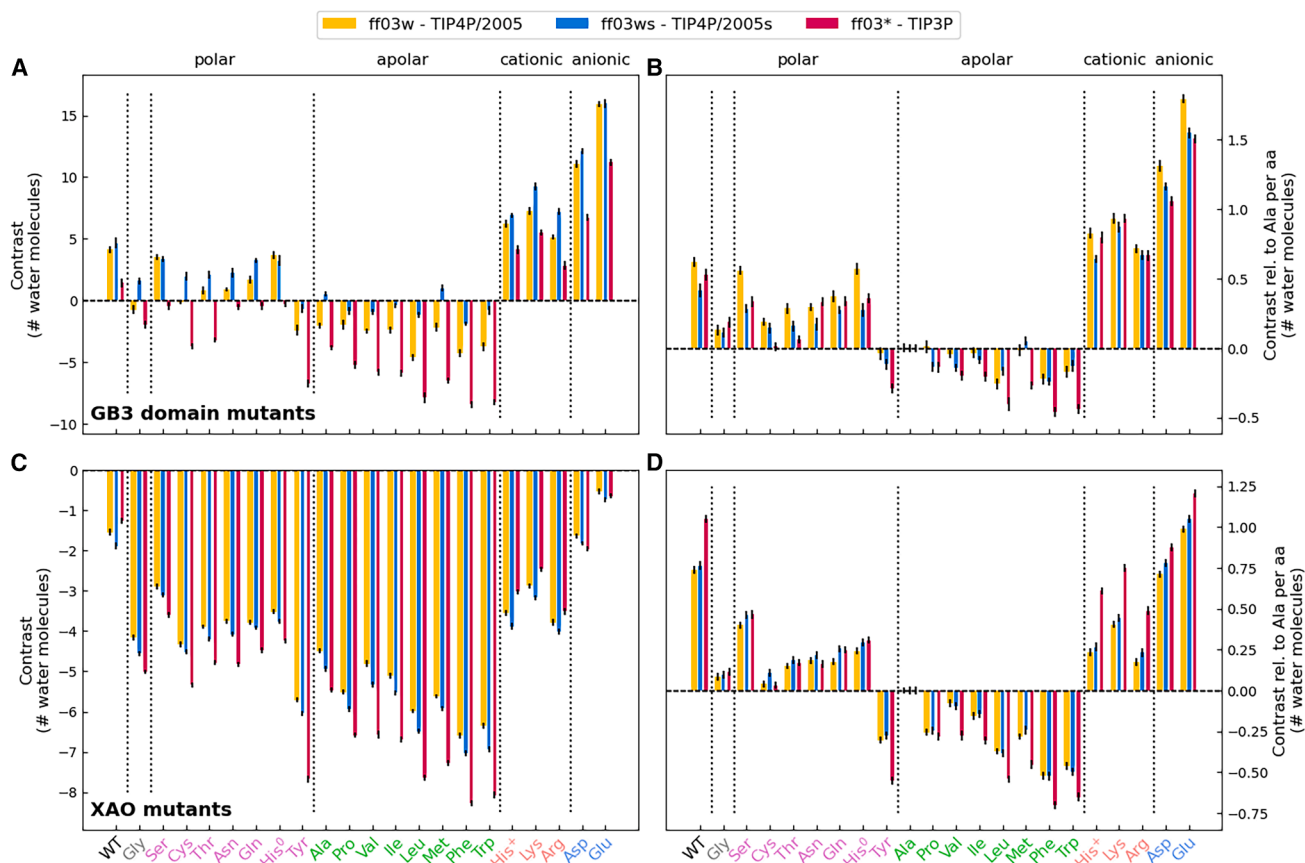 ff03w - TIP4P/2005 ff03ws - TIP4P/2005s ff03* - TIP3P
A
polar apolar cationic anionic
Contrast
(# water molecules)
15
10
5
0
−5
−10
GB3 domain mutants
B
polar apolar cationic anionic
1.5
1.0
0.5
0.0
−0.5
Contrast rel. to Ala per aa
(# water molecules)
C
Contrast
(# water molecules)
0
−1
−2
−3
−4
−5
−6
−7
−8
XAO mutants
WT Gly Ser Cys Thr Asn Gln His⁰ Tyr Ala Pro Val Ile Leu Met Phe Trp His⁺ Lys Arg Asp Glu
D
1.25
1.00
0.75
0.50
0.25
0.00
−0.25
−0.50
−0.75
Contrast rel. to Ala per aa
(# water molecules)
WT Gly Ser Cys Thr Asn Gln His⁰ Tyr Ala Pro Val Ile Leu Met Phe Trp His⁺ Lys Arg Asp Glu